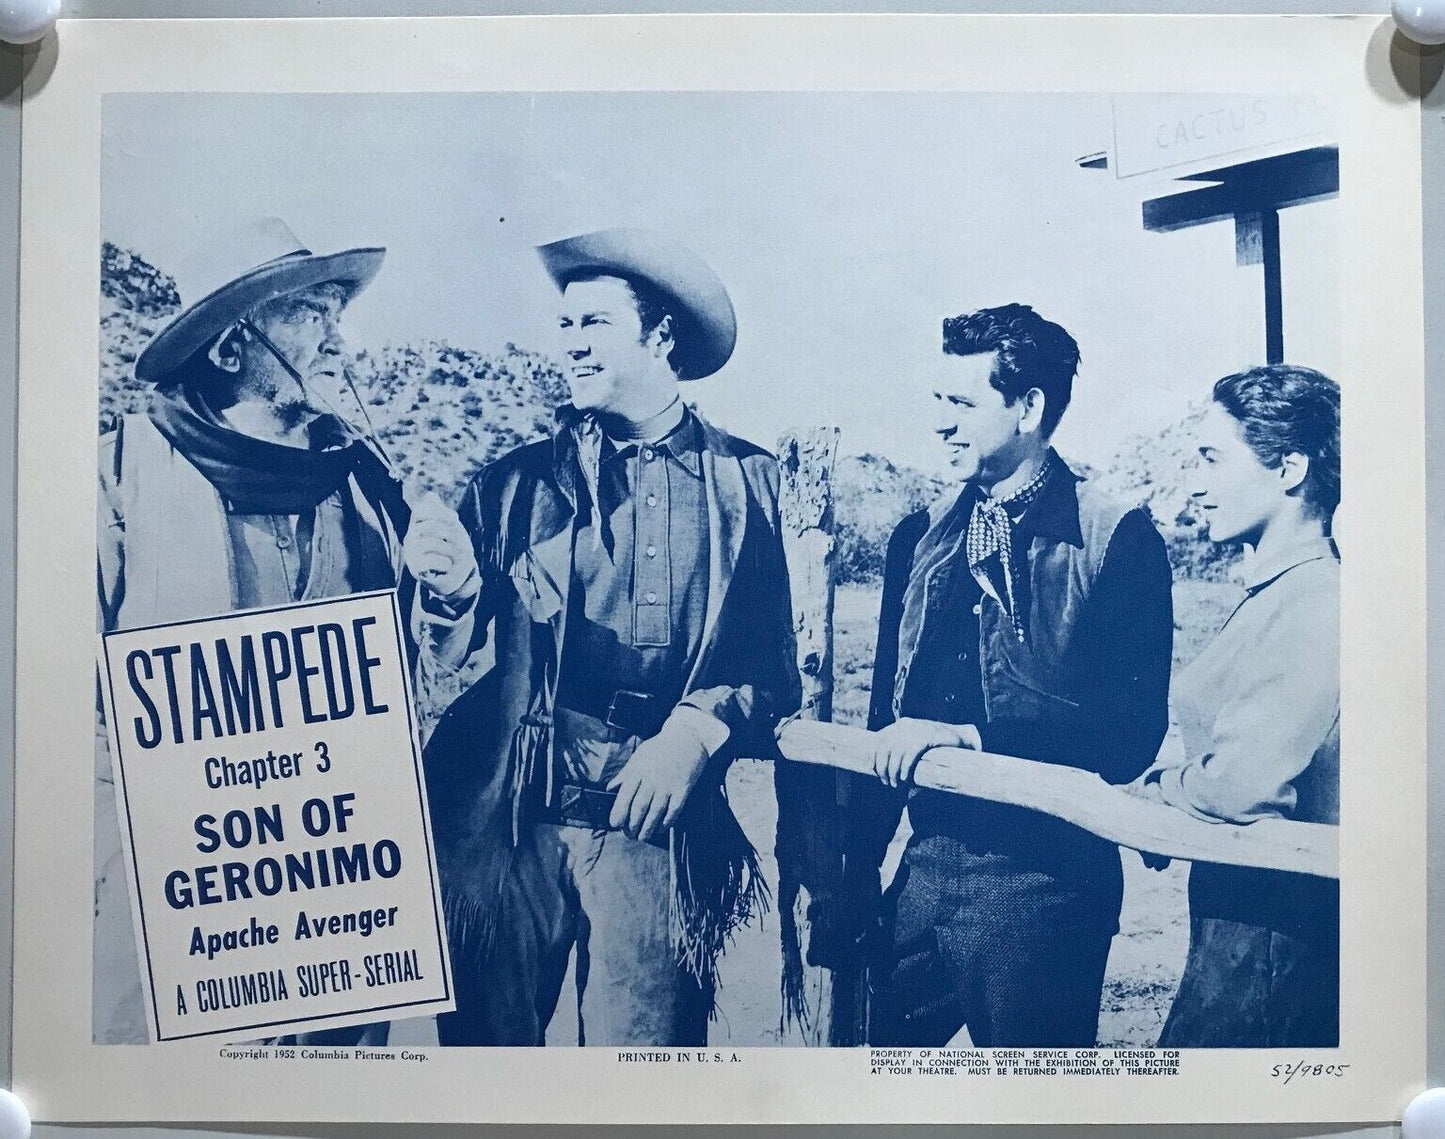 CACTUS
STAMPEDE
Chapter 3
SON OF
GERONIMO
Apache Avenger
A COLUMBIA SUPER-SERIAL
Copyright 1952 Columbia Pictures Corp.
PRINTED IN U. S. A.
PROPERTY OF NATIONAL SCREEN SERVICE CORP. LICENSED FOR
DISPLAY IN CONNECTION WITH THE EXHIBITION OF THIS PICTURE
AT YOUR THEATRE. MUST BE RETURNED IMMEDIATELY THEREAFTER.
52/9805